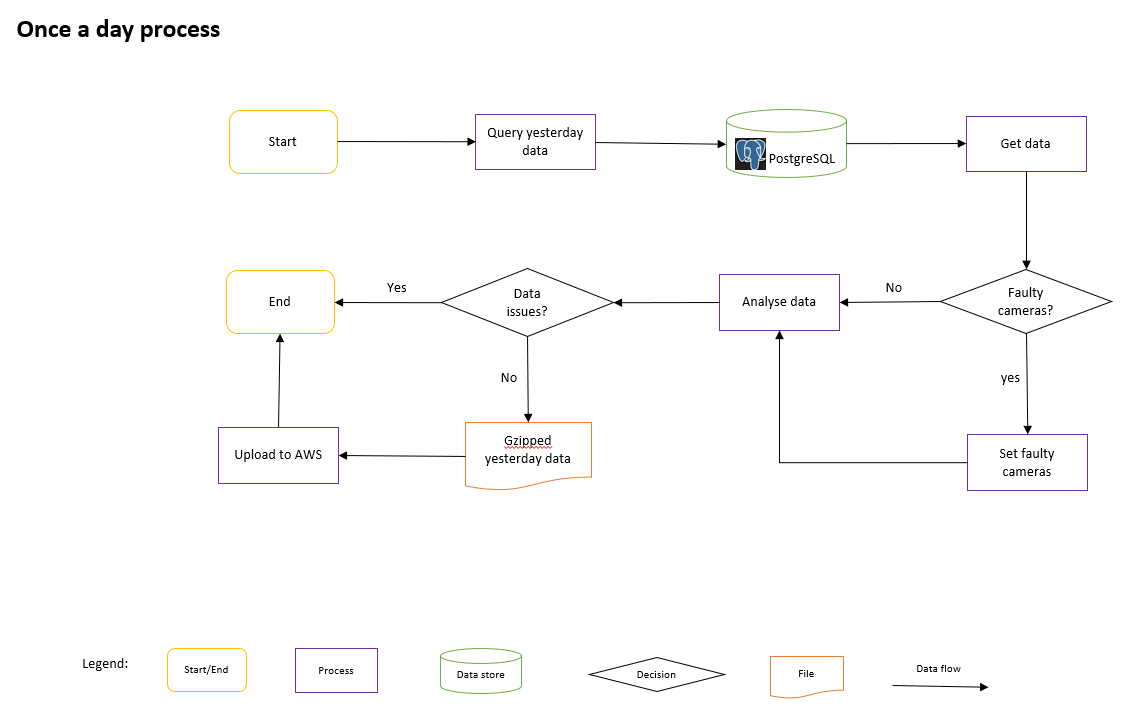 Once a day process
Start
Query yesterday
data
PostgreSQL
Get data
End
Yes
Data
issues?
Analyse data
No
Faulty
cameras?
No
yes
Upload to AWS
Gzipped
yesterday data
Set faulty
cameras
Legend:
Start/End
Process
Data store
Decision
File
Data flow